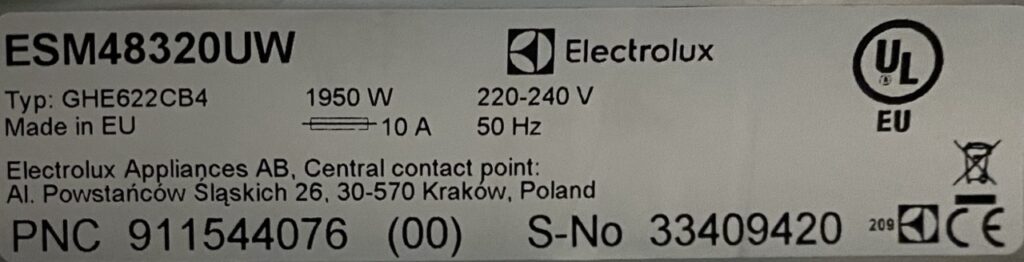 ESM48320UW
Electrolux
UL
EU
Typ: GHE622CB4 1950 W 220-240 V
Made in EU 10 A 50 Hz
Electrolux Appliances AB, Central contact point:
Al. Powstańców Śląskich 26, 30-570 Kraków, Poland
PNC 911544076 (00) S-No 33409420 209 CE